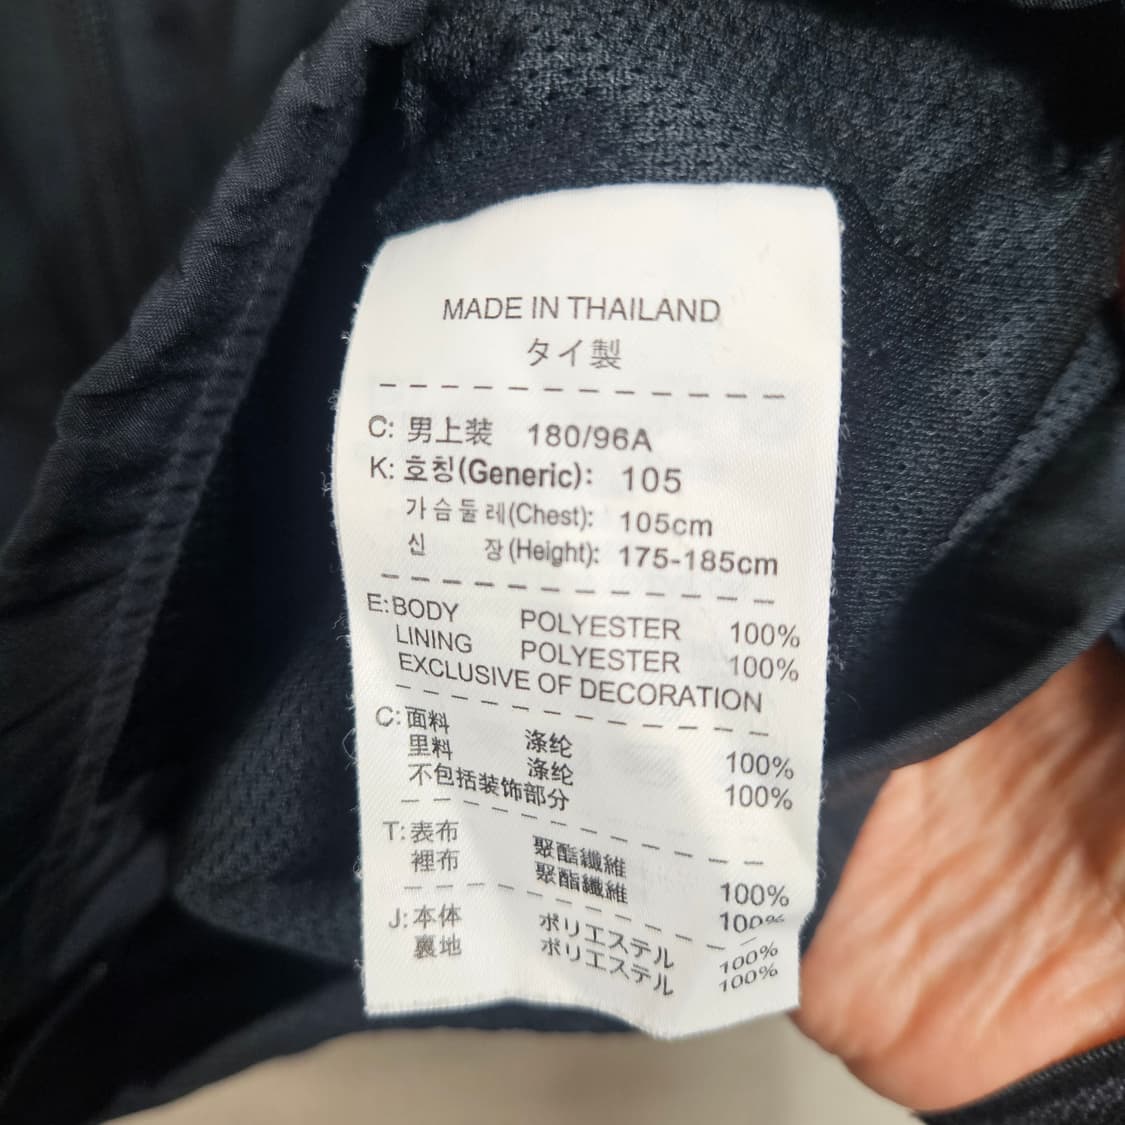 MADE IN THAILAND
タイ製
C: 男上装 180/96A
K: 호칭(Generic): 105
가슴둘레(Chest): 105cm
신 장(Height): 175-185cm
E: BODY POLYESTER 100%
LINING POLYESTER 100%
EXCLUSIVE OF DECORATION
C: 面料 涤纶 100%
里料 涤纶 100%
不包括装饰部分
T: 表布 聚酯纖維 100%
裡布 聚酯纖維 100%
J: 本体 ポリエステル 100%
裏地 ポリエステル 100%